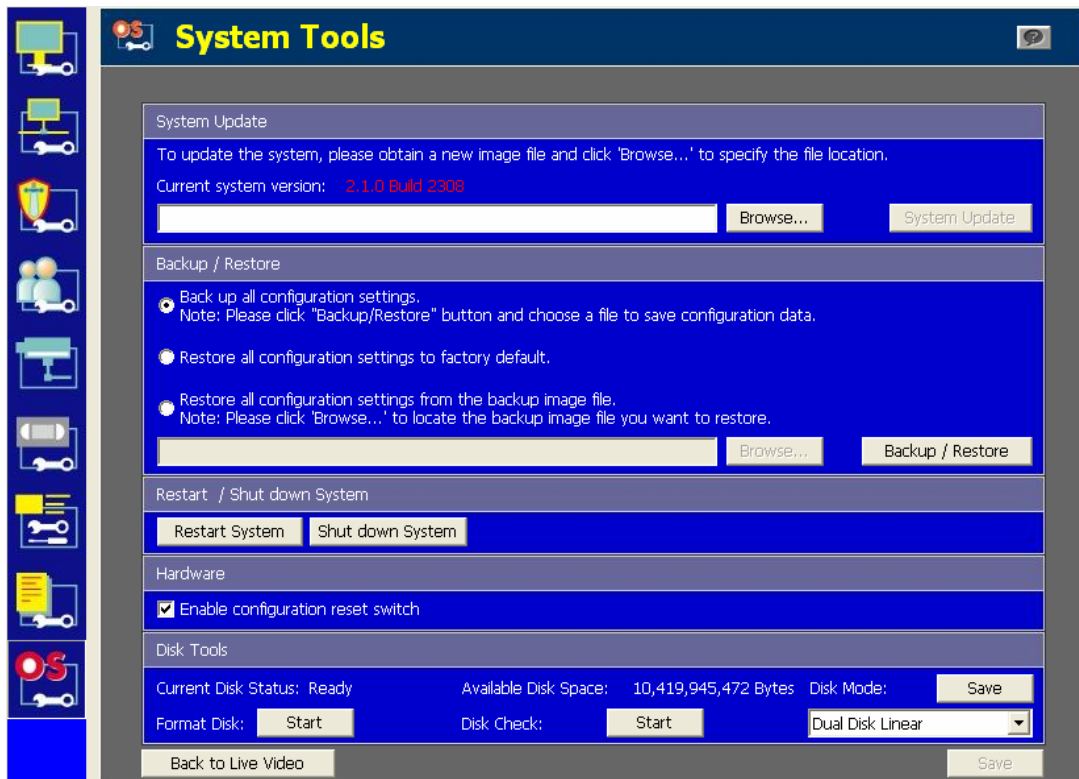 OS
System Tools
?
System Update
To update the system, please obtain a new image file and click 'Browse...' to specify the file location.
Current system version: 2.1.0 Build 2308
Browse... System Update
Backup / Restore
Back up all configuration settings.
Note: Please click "Backup/Restore" button and choose a file to save configuration data.
Restore all configuration settings to factory default.
Restore all configuration settings from the backup image file.
Note: Please click 'Browse...' to locate the backup image file you want to restore.
Browse... Backup / Restore
Restart / Shut down System
Restart System Shut down System
Hardware
Enable configuration reset switch
OS
Disk Tools
Current Disk Status: Ready Available Disk Space: 10,419,945,472 Bytes Disk Mode: Save
Format Disk: Start Disk Check: Start Dual Disk Linear
Back to Live Video Save